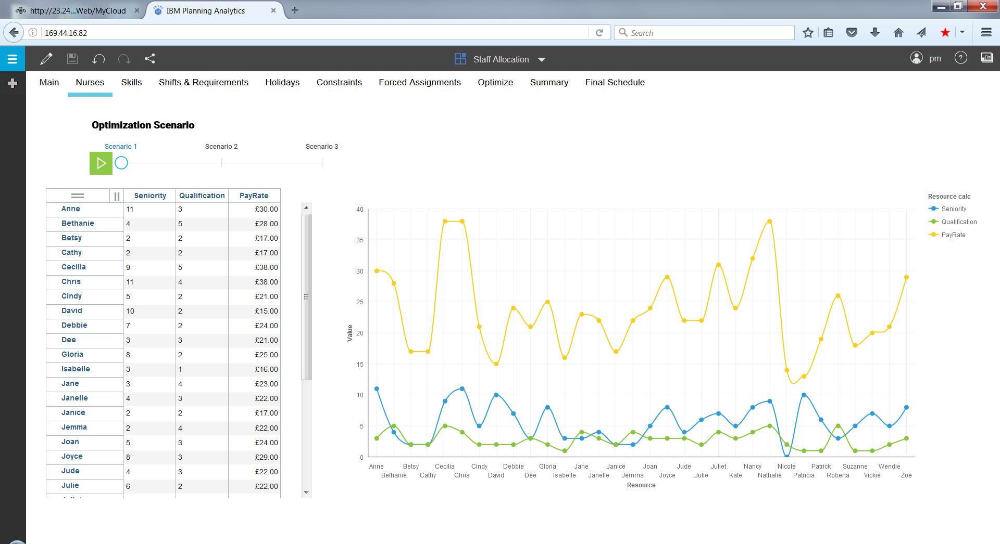 http://23.24...Web/MyCloud
IBM Planning Analytics
169.44.16.82
Search
Staff Allocation
pm
?
Main Nurses Skills Shifts & Requirements Holidays Constraints Forced Assignments Optimize Summary Final Schedule
Optimization Scenario
Scenario 1 Scenario 2 Scenario 3
Seniority Qualification PayRate
Anne 11 3 £30.00
Bethanie 4 5 £28.00
Betsy 2 2 £17.00
Cathy 2 2 £17.00
Cecilia 9 5 £38.00
Chris 11 4 £38.00
Cindy 5 2 £21.00
David 10 2 £15.00
Debbie 7 2 £24.00
Dee 3 3 £21.00
Gloria 8 2 £25.00
Isabelle 3 1 £16.00
Jane 3 4 £23.00
Janelle 4 3 £22.00
Janice 2 2 £17.00
Jemma 2 4 £22.00
Joan 5 3 £24.00
Joyce 8 3 £29.00
Jude 4 3 £22.00
Julie 6 2 £22.00
Resource calc
Seniority
Qualification
PayRate
40
35
30
25
20
15
10
5
0
Value
Anne Betsy Cecilia Cindy Debbie Gloria Jane Janice Joan Jude Juliet Nancy Nicole Patrick Suzanne Wendie
Bethanie Cathy Chris David Dee Isabelle Janelle Jemma Joyce Julie Kate Nathalie Patricia Roberta Vickie Zoe
Resource